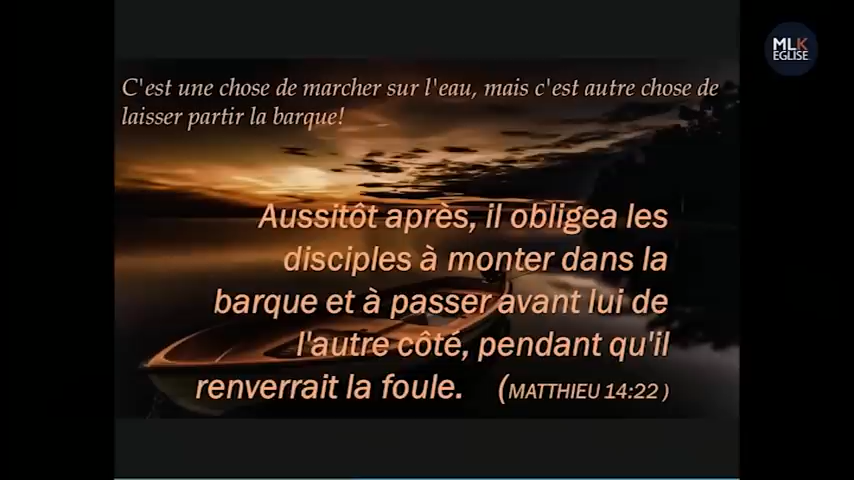 MLK
EGLISE
C'est une chose de marcher sur l'eau, mais c'est autre chose de
laisser partir la barque!
Aussitôt après, il obligea les
disciples à monter dans la
barque et à passer avant lui de
l'autre côté, pendant qu'il
renverrait la foule. (MATTHIEU 14:22 )